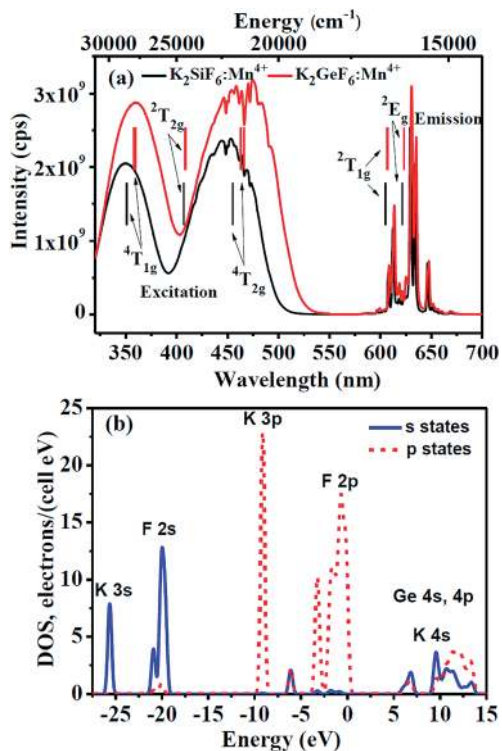 Energy (cm⁻¹)
30000 25000 20000 15000
(a) K₂SiF₆:Mn⁴⁺ K₂GeF₆:Mn⁴⁺
3x10⁹
2x10⁹
1x10⁹
0
Intensity (cps)
²T₂g
²Eg Emission
²T₁g
⁴T₁g
Excitation
⁴T₂g
350 400 450 500 550 600 650 700
Wavelength (nm)
(b)
K 3p
s states
p states
F 2p
F 2s
K 3s
Ge 4s, 4p
K 4s
25
20
15
10
5
0
DOS, electrons/(cell eV)
-25 -20 -15 -10 -5 0 5 10
Energy (eV)